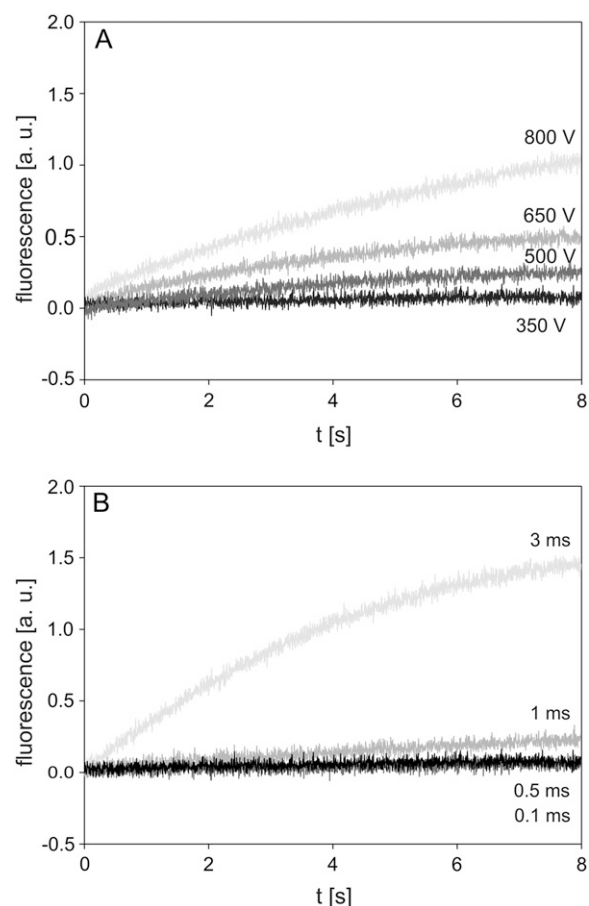 A
2.0
1.5
1.0
0.5
0.0
-0.5
fluorescence [a. u.]
800 V
650 V
500 V
350 V
0 2 4 6 8
t [s]
B
2.0
1.5
1.0
0.5
0.0
-0.5
fluorescence [a. u.]
3 ms
1 ms
0.5 ms
0.1 ms
0 2 4 6 8
t [s]